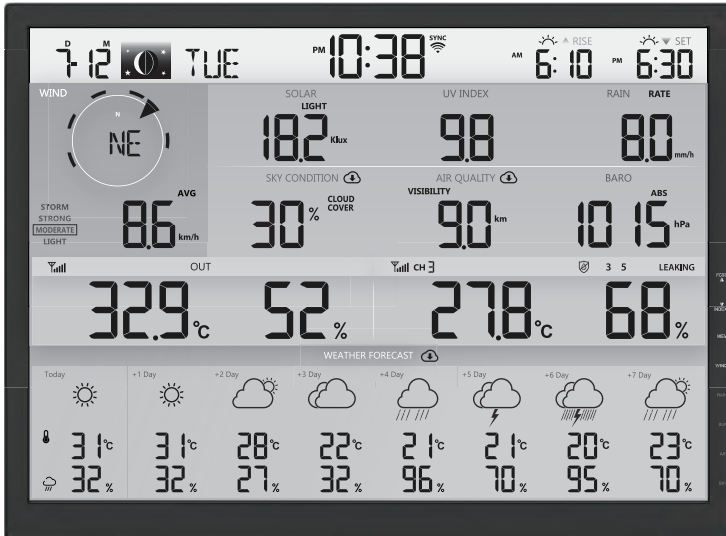 D M SYNC RISE SET
7-12 TUE PM 10:38 AM 6:10 PM 6:30
WIND SOLAR UV INDEX RAIN RATE
N LIGHT
NE 18.2 Klux 9.8 8.0 mm/h
SKY CONDITION AIR QUALITY BARO
AVG CLOUD COVER VISIBILITY ABS
STORM
STRONG
MODERATE
LIGHT
8.6 km/h 30 % 9.0 km 1015 hPa
OUT CH 3 3 5 LEAKING
32.9 °C 52 % 27.8 °C 68 %
WEATHER FORECAST
Today +1 Day +2 Day +3 Day +4 Day +5 Day +6 Day +7 Day
31°C 31°C 28°C 22°C 21°C 21°C 20°C 23°C
32% 32% 27% 32% 96% 70% 95% 70%